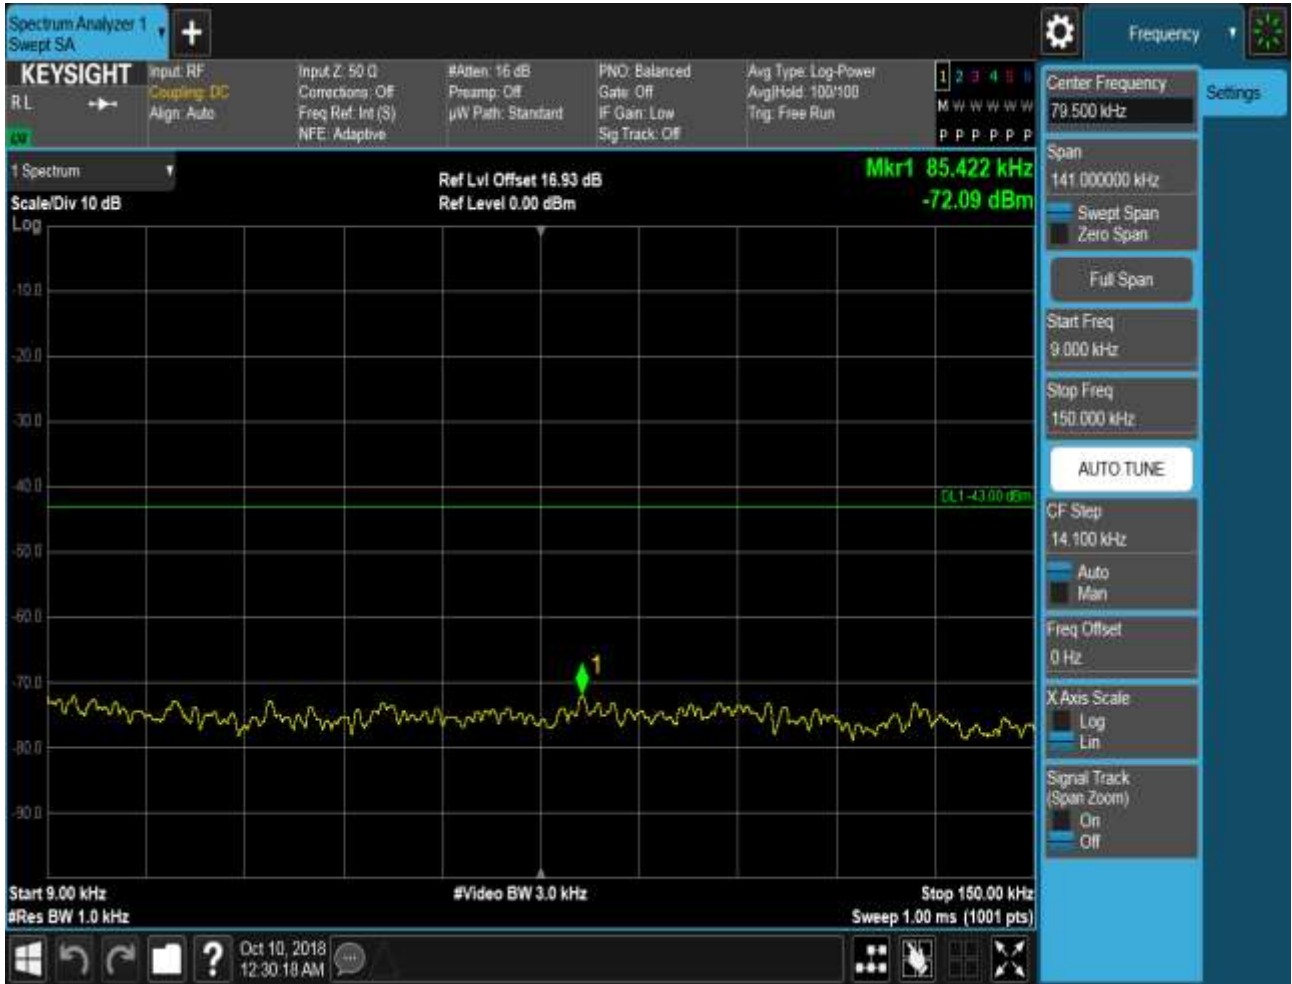 Spectrum Analyzer 1
Swept SA
+
Frequency
KEYSIGHT
RL
Input: RF
Coupling: DC
Align: Auto
Input Z: 50 Ω
Corrections: Off
Freq Ref: Int (S)
NFE: Adaptive
#Atten: 16 dB
Preamp: Off
µW Path: Standard
PNO: Balanced
Gate: Off
IF Gain: Low
Sig Track: Off
Avg Type: Log-Power
Avg|Hold: 100/100
Trig: Free Run
1 2 3 4 5 6
M W W W W W
P P P P P P
1 Spectrum
Scale/Div 10 dB
Log
Ref Lvl Offset 16.93 dB
Ref Level 0.00 dBm
Mkr1 85.422 kHz
-72.09 dBm
-10.0
-20.0
-30.0
-40.0
-50.0
-60.0
-70.0
-80.0
-90.0
DL1 -43.00 dBm
1
Start 9.00 kHz
#Res BW 1.0 kHz
#Video BW 3.0 kHz
Stop 150.00 kHz
Sweep 1.00 ms (1001 pts)
Center Frequency
79.500 kHz
Settings
Span
141.000000 kHz
Swept Span
Zero Span
Full Span
Start Freq
9.000 kHz
Stop Freq
150.000 kHz
AUTO TUNE
CF Step
14.100 kHz
Auto
Man
Freq Offset
0 Hz
X Axis Scale
Log
Lin
Signal Track
(Span Zoom)
On
Off
?
Oct 10, 2018
12:30:18 AM